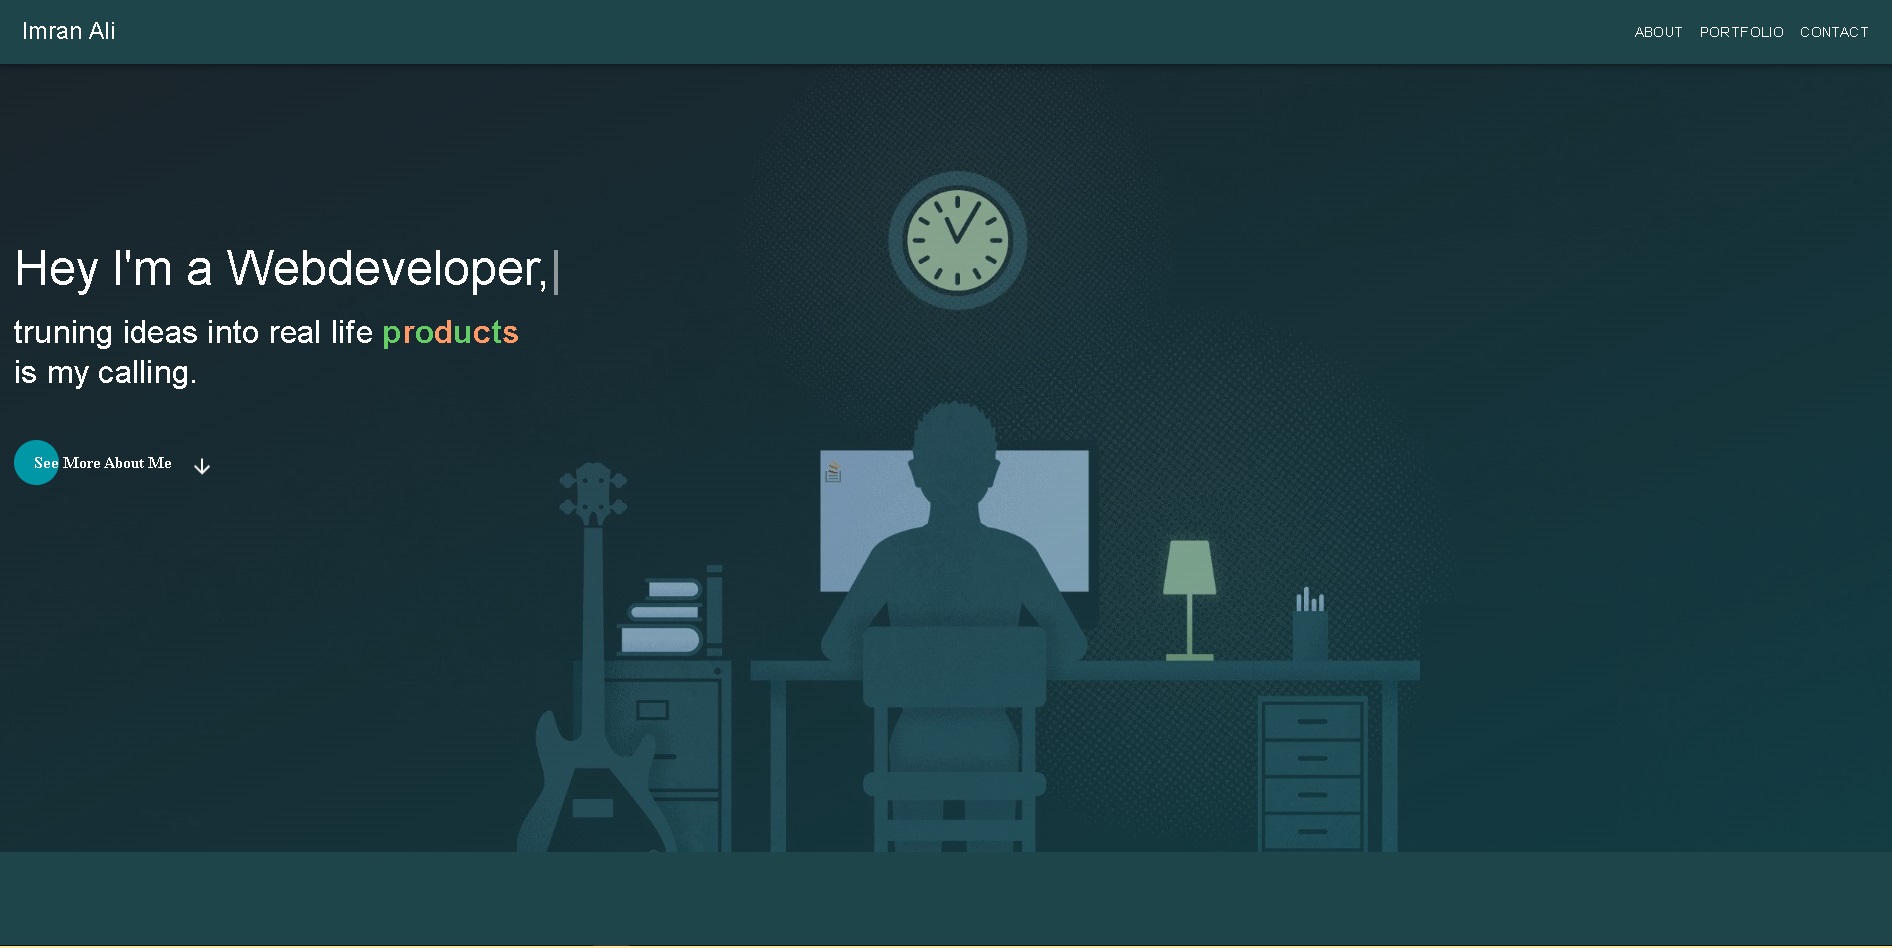 Imran Ali
ABOUT PORTFOLIO CONTACT
Hey I'm a Webdeveloper,|
truning ideas into real life products
is my calling.
See More About Me